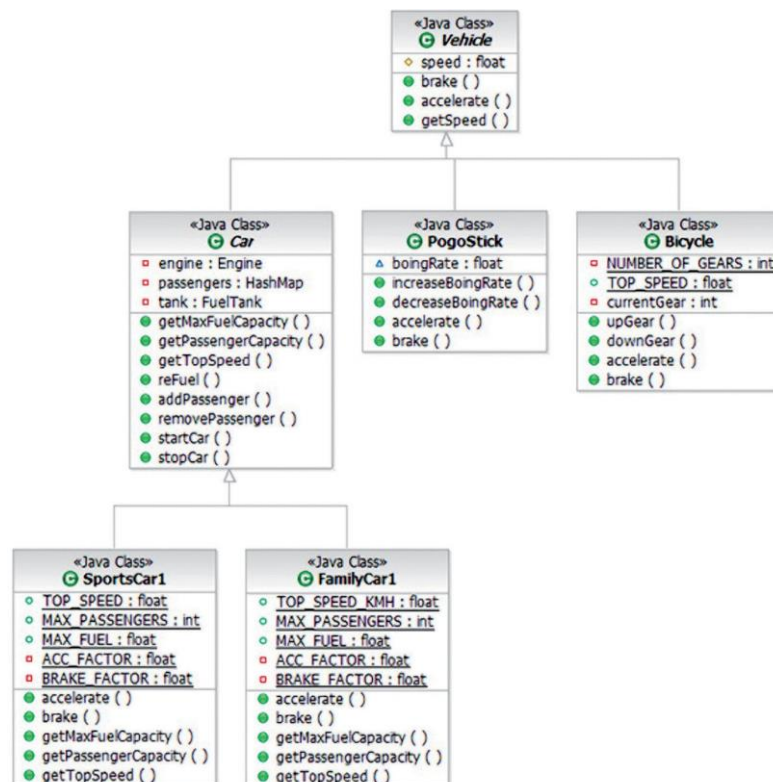 «Java Class»
Vehicle
speed : float
brake ( )
accelerate ( )
getSpeed ( )
«Java Class»
Car
engine : Engine
passengers : HashMap
tank : FuelTank
getMaxFuelCapacity ( )
getPassengerCapacity ( )
getTopSpeed ( )
reFuel ( )
addPassenger ( )
removePassenger ( )
startCar ( )
stopCar ( )
«Java Class»
PogoStick
boingRate : float
increaseBoingRate ( )
decreaseBoingRate ( )
accelerate ( )
brake ( )
«Java Class»
Bicycle
NUMBER_OF_GEARS : int
TOP_SPEED : float
currentGear : int
upGear ( )
downGear ( )
accelerate ( )
brake ( )
«Java Class»
SportsCar1
TOP_SPEED : float
MAX_PASSENGERS : int
MAX_FUEL : float
ACC_FACTOR : float
BRAKE_FACTOR : float
accelerate ( )
brake ( )
getMaxFuelCapacity ( )
getPassengerCapacity ( )
getTopSpeed ( )
«Java Class»
FamilyCar1
TOP_SPEED_KMH : float
MAX_PASSENGERS : int
MAX_FUEL : float
ACC_FACTOR : float
BRAKE_FACTOR : float
accelerate ( )
brake ( )
getMaxFuelCapacity ( )
getPassengerCapacity ( )
getTopSpeed ( )